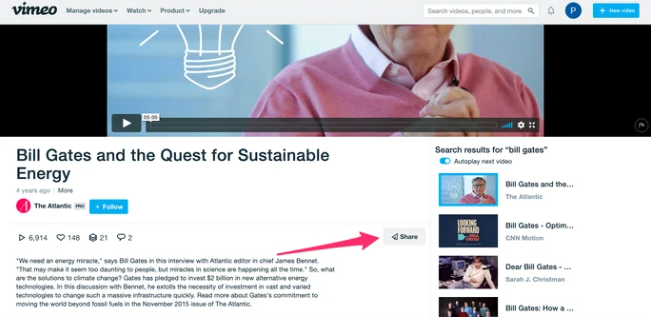 vimeo Manage videos Watch Product Upgrade Search videos, people, and more P + New video
05:00
Bill Gates and the Quest for Sustainable
Energy
4 years ago More
The Atlantic PRO + Follow
6,914 148 21 2 Share
"We need an energy miracle," says Bill Gates in this interview with Atlantic editor in chief James Bennet.
"That may make it seem too daunting to people, but miracles in science are happening all the time." So, what
are the solutions to climate change? Gates has pledged to invest $2 billion in new alternative energy
technologies. In this discussion with Bennet, he extolls the necessity of investment in vast and varied
technologies to change such a massive infrastructure quickly. Read more about Gates's commitment to
moving the world beyond fossil fuels in the November 2015 issue of The Atlantic.
Search results for "bill gates"
Autoplay next video
Bill Gates and the...
The Atlantic
LOOKING
FORWARD
Bill Gates - Optim...
CNN Motion
Dear Bill Gates - ...
Sarah J. Christman
Bill Gates: How a ...